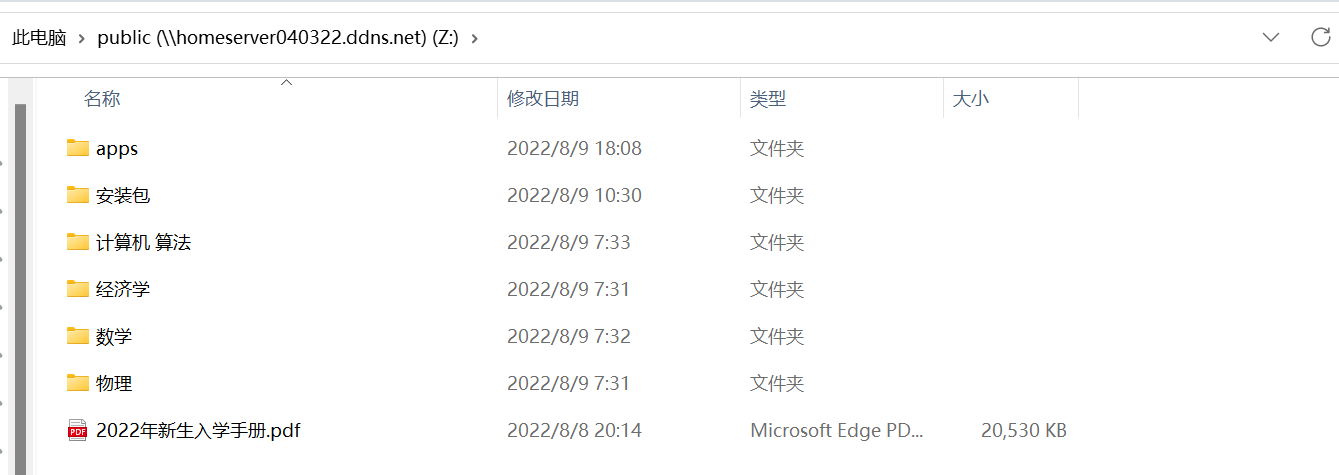 此电脑 > public (\\homeserver040322.ddns.net) (Z:) >
名称 修改日期 类型 大小
apps 2022/8/9 18:08 文件夹
安装包 2022/8/9 10:30 文件夹
计算机 算法 2022/8/9 7:33 文件夹
经济学 2022/8/9 7:31 文件夹
数学 2022/8/9 7:32 文件夹
物理 2022/8/9 7:31 文件夹
PDF 2022年新生入学手册.pdf 2022/8/8 20:14 Microsoft Edge PD... 20,530 KB